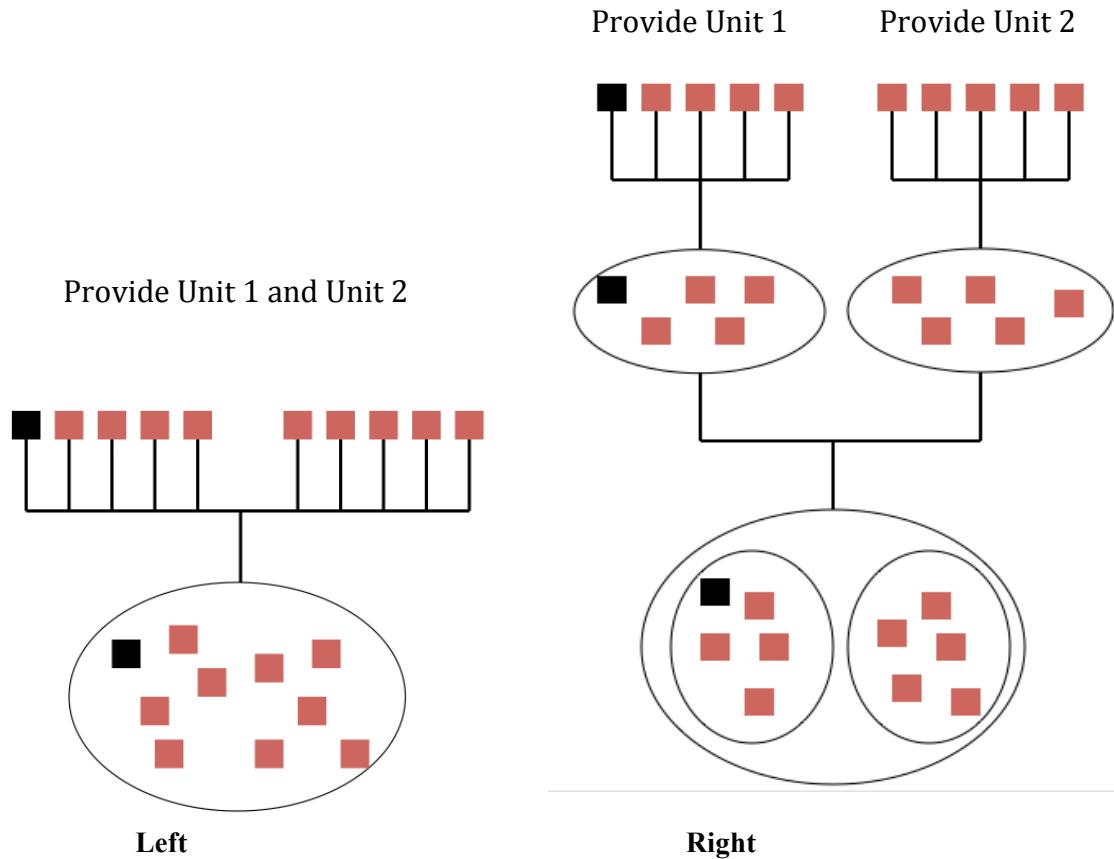 Provide Unit 1
Provide Unit 2
Provide Unit 1 and Unit 2
Left
Right